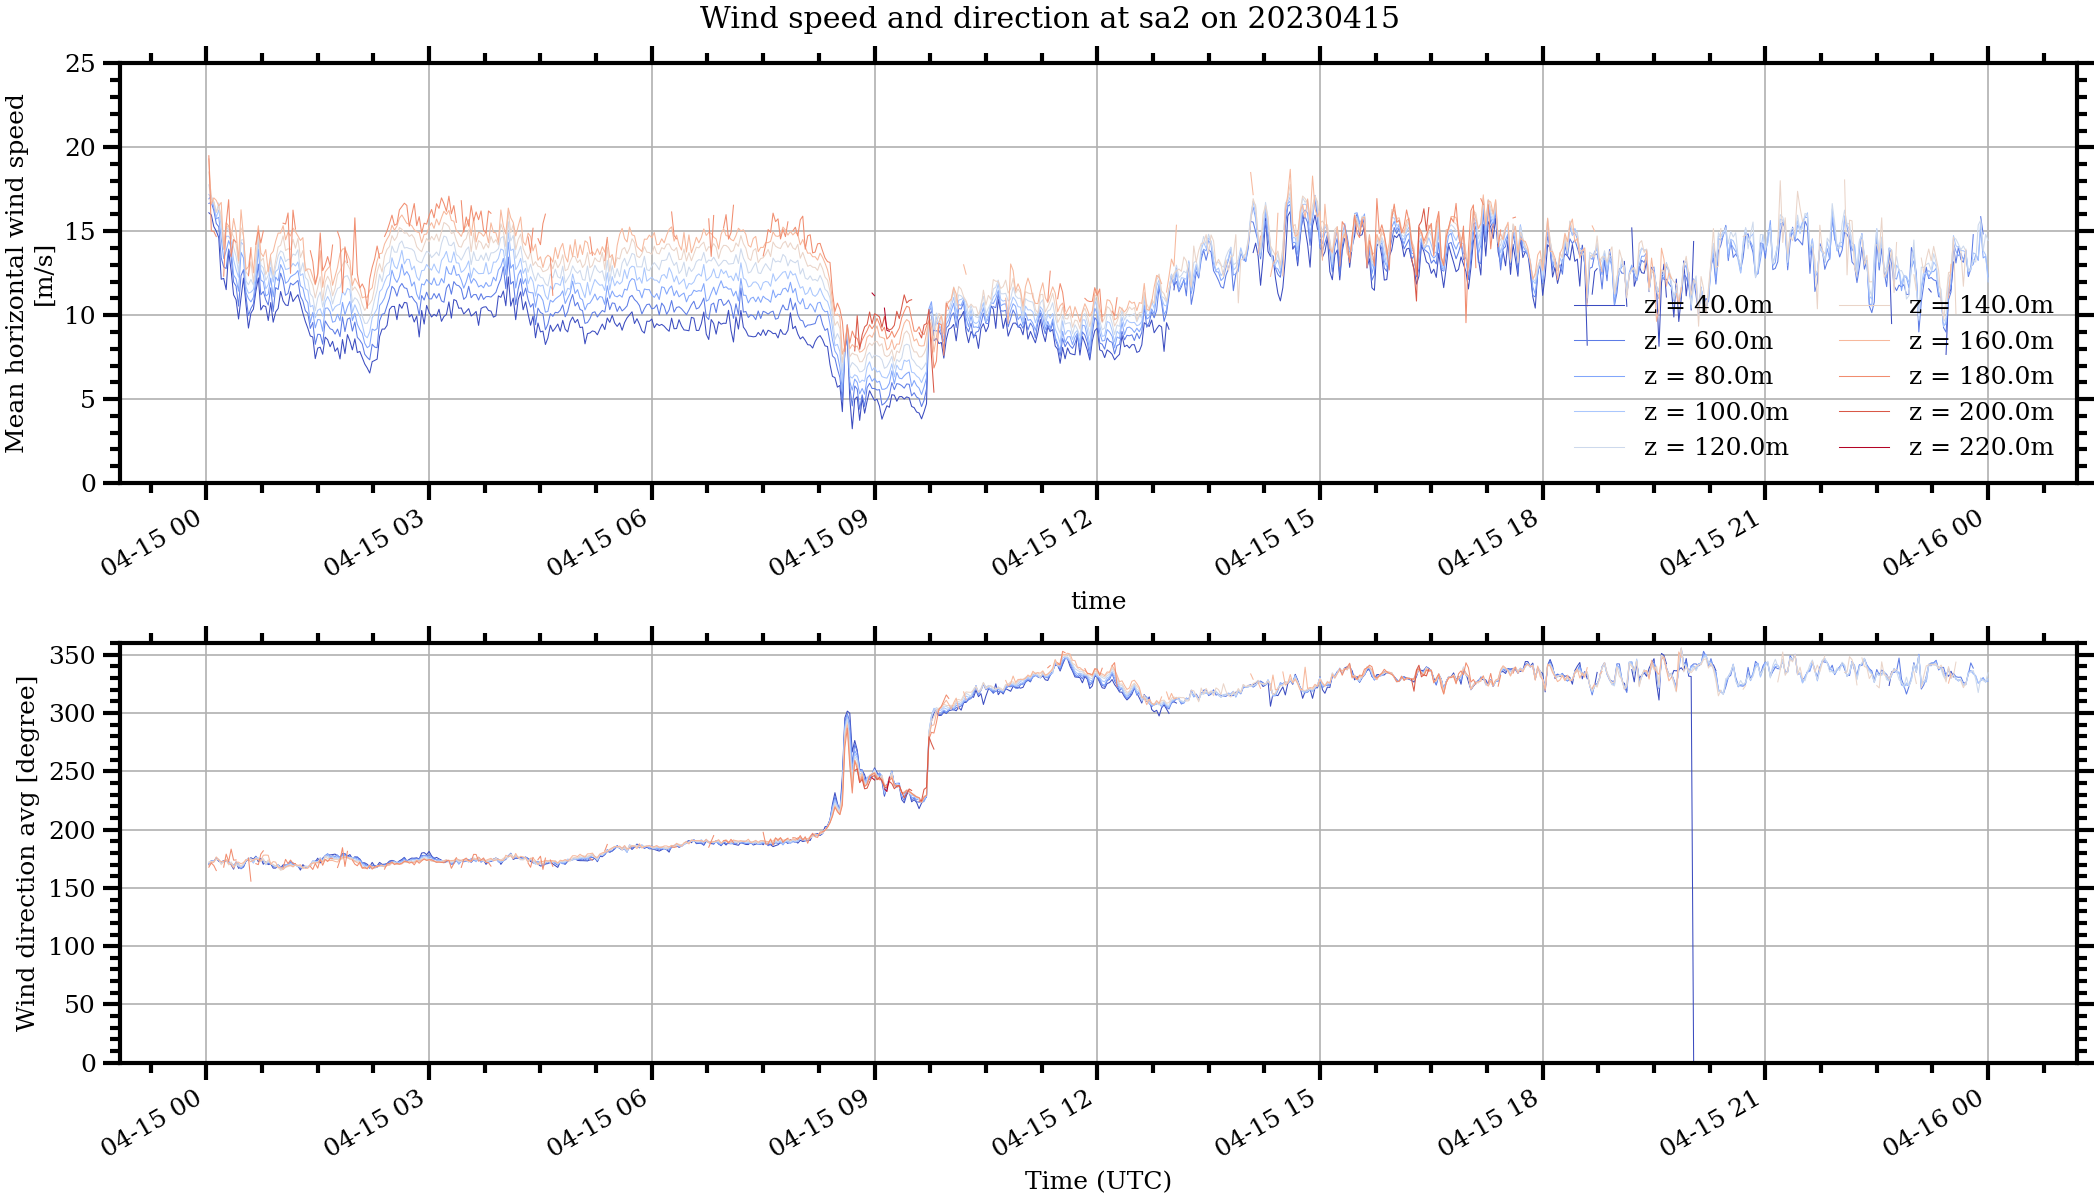 Wind speed and direction at sa2 on 20230415
Mean horizontal wind speed
[m/s]
25
20
15
10
5
0
z = 40.0m
z = 60.0m
z = 80.0m
z = 100.0m
z = 120.0m
z = 140.0m
z = 160.0m
z = 180.0m
z = 200.0m
z = 220.0m
04-15 00
04-15 03
04-15 06
04-15 09
04-15 12
04-15 15
04-15 18
04-15 21
04-16 00
time
Wind direction avg [degree]
350
300
250
200
150
100
50
0
04-15 00
04-15 03
04-15 06
04-15 09
04-15 12
04-15 15
04-15 18
04-15 21
04-16 00
Time (UTC)